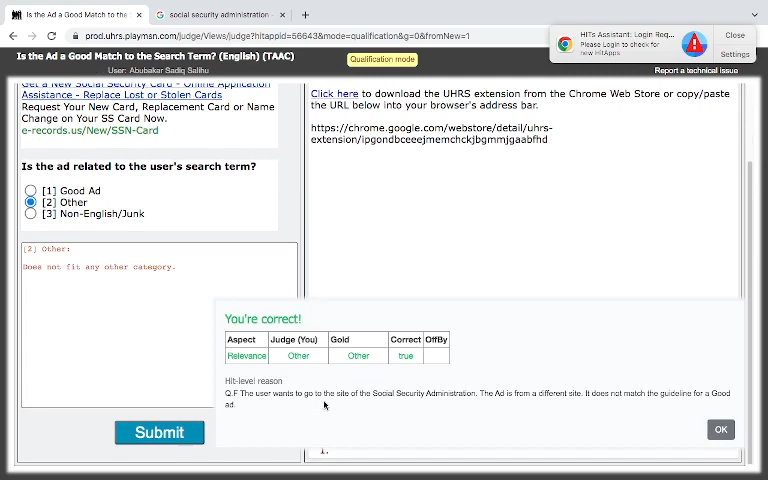 Is the Ad a Good Match to the
social security administration -
prod.uhrs.playmsn.com/judge/Views/judge?hitappid=56643&mode=qualification&g=0&fromNew=1
HITs Assistant: Login Req...
Please Login to check for
new HitApps
Close
Settings
Is the Ad a Good Match to the Search Term? (English) (TAAC)
User: Abubakar Sadiq Salihu
Qualification mode
Report a technical issue
Get a New Social Security Card - Online Application
Assistance - Replace Lost or Stolen Cards
Request Your New Card, Replacement Card or Name
Change on Your SS Card Now.
e-records.us/New/SSN-Card
Click here to download the UHRS extension from the Chrome Web Store or copy/paste
the URL below into your browser's address bar.
https://chrome.google.com/webstore/detail/uhrs-
extension/ipgondbceeejmemchckjbgmmjgaabfhd
Is the ad related to the user's search term?
[1] Good Ad
[2] Other
[3] Non-English/Junk
[2] Other:
Does not fit any other category.
You're correct!
Aspect Judge (You) Gold Correct OffBy
Relevance Other Other true
Hit-level reason
Q.F The user wants to go to the site of the Social Security Administration. The Ad is from a different site. It does not match the guideline for a Good
ad.
OK
Submit
1.